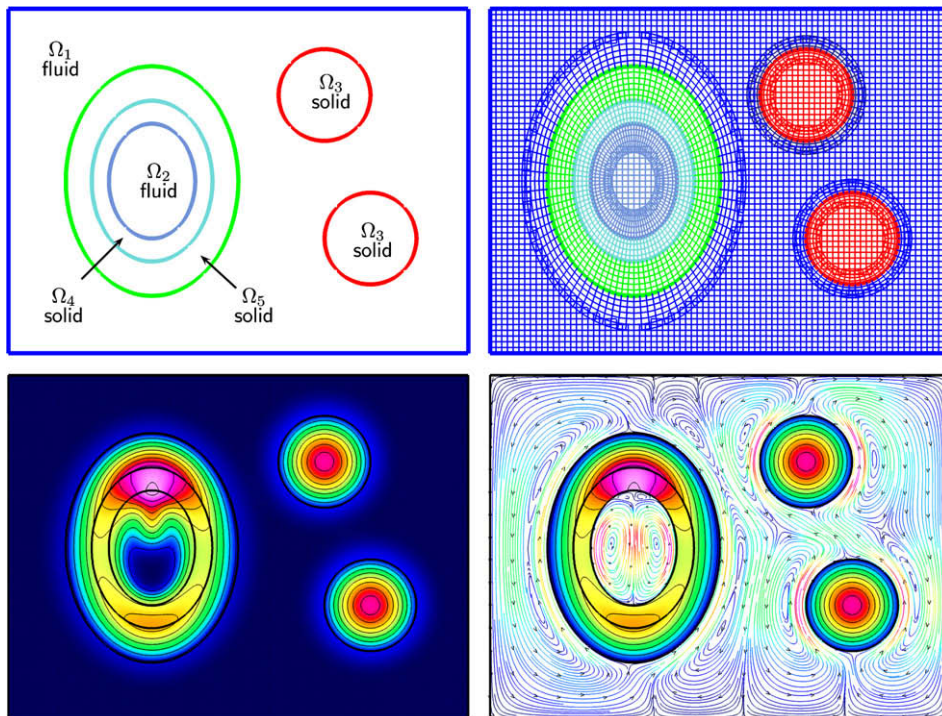 Ω₁
fluid
Ω₃
solid
Ω₂
fluid
Ω₃
solid
Ω₄
solid
Ω₅
solid